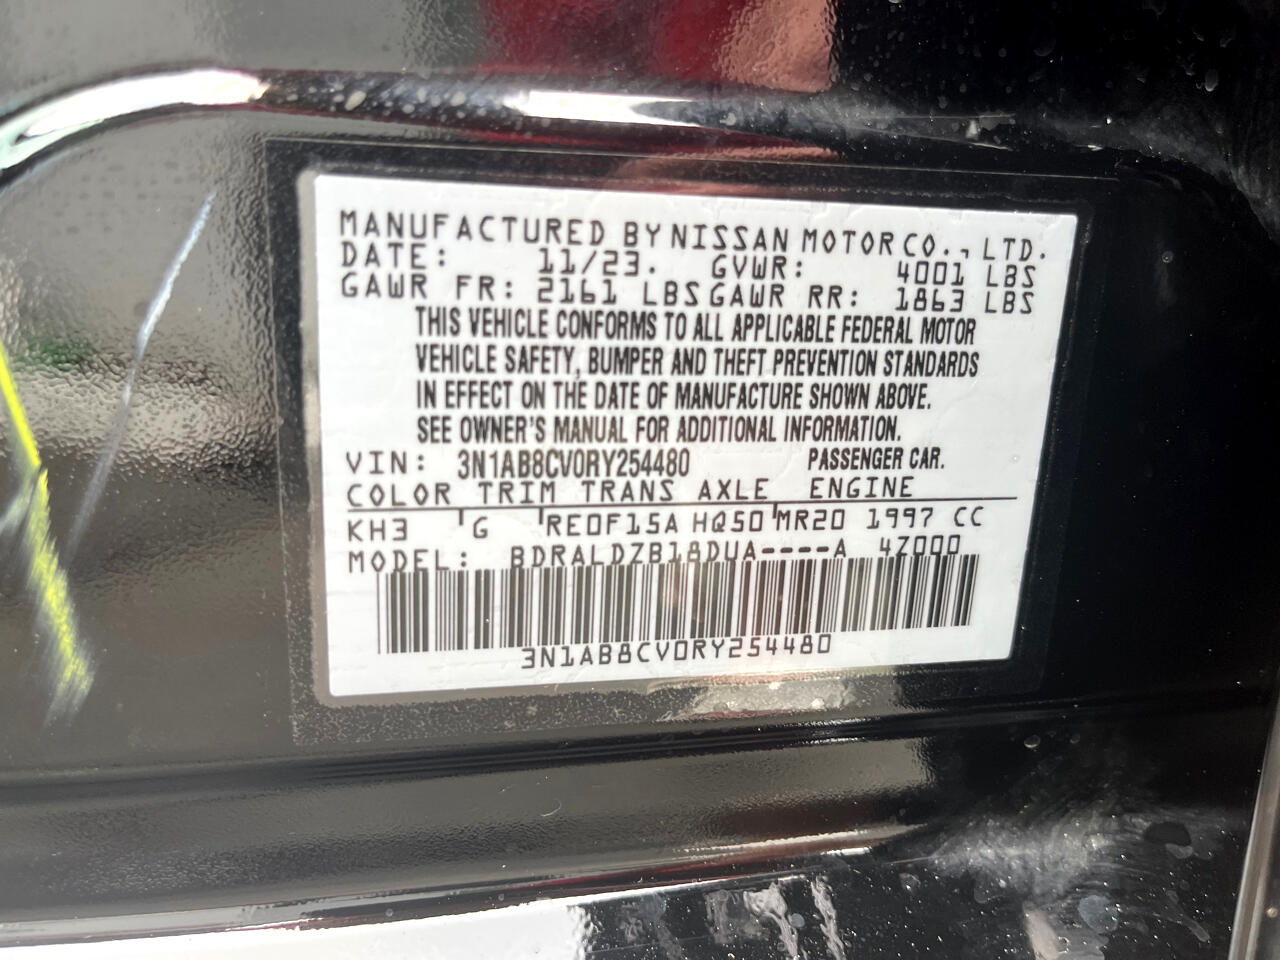 MANUFACTURED BY NISSAN MOTOR CO., LTD.
DATE: 11/23. GVWR: 4001 LBS
GAWR FR: 2161 LBS GAWR RR: 1863 LBS
THIS VEHICLE CONFORMS TO ALL APPLICABLE FEDERAL MOTOR
VEHICLE SAFETY, BUMPER AND THEFT PREVENTION STANDARDS
IN EFFECT ON THE DATE OF MANUFACTURE SHOWN ABOVE.
SEE OWNER'S MANUAL FOR ADDITIONAL INFORMATION.
VIN: 3N1AB8CV0RY254480 PASSENGER CAR.
COLOR TRIM TRANS AXLE ENGINE
KH3 G RE0F15A HQ50 MR20 1997 CC
MODEL: BDRALDZB18DUA----A 4Z000
3N1AB8CV0RY254480